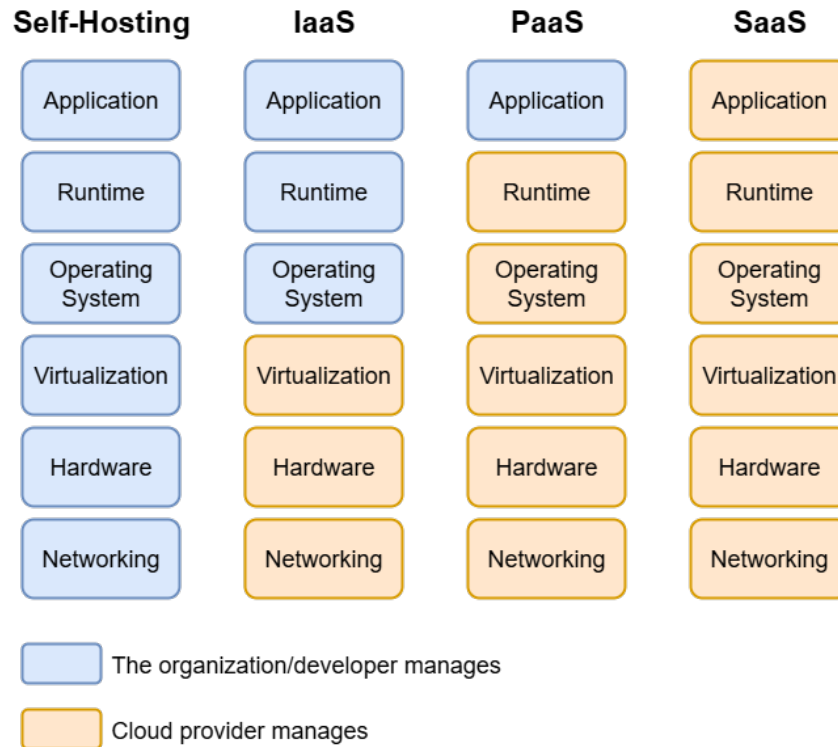 Self-Hosting IaaS PaaS SaaS
Application Application Application Application
Runtime Runtime Runtime Runtime
Operating Operating Operating Operating
System System System System
Virtualization Virtualization Virtualization Virtualization
Hardware Hardware Hardware Hardware
Networking Networking Networking Networking
The organization/developer manages
Cloud provider manages